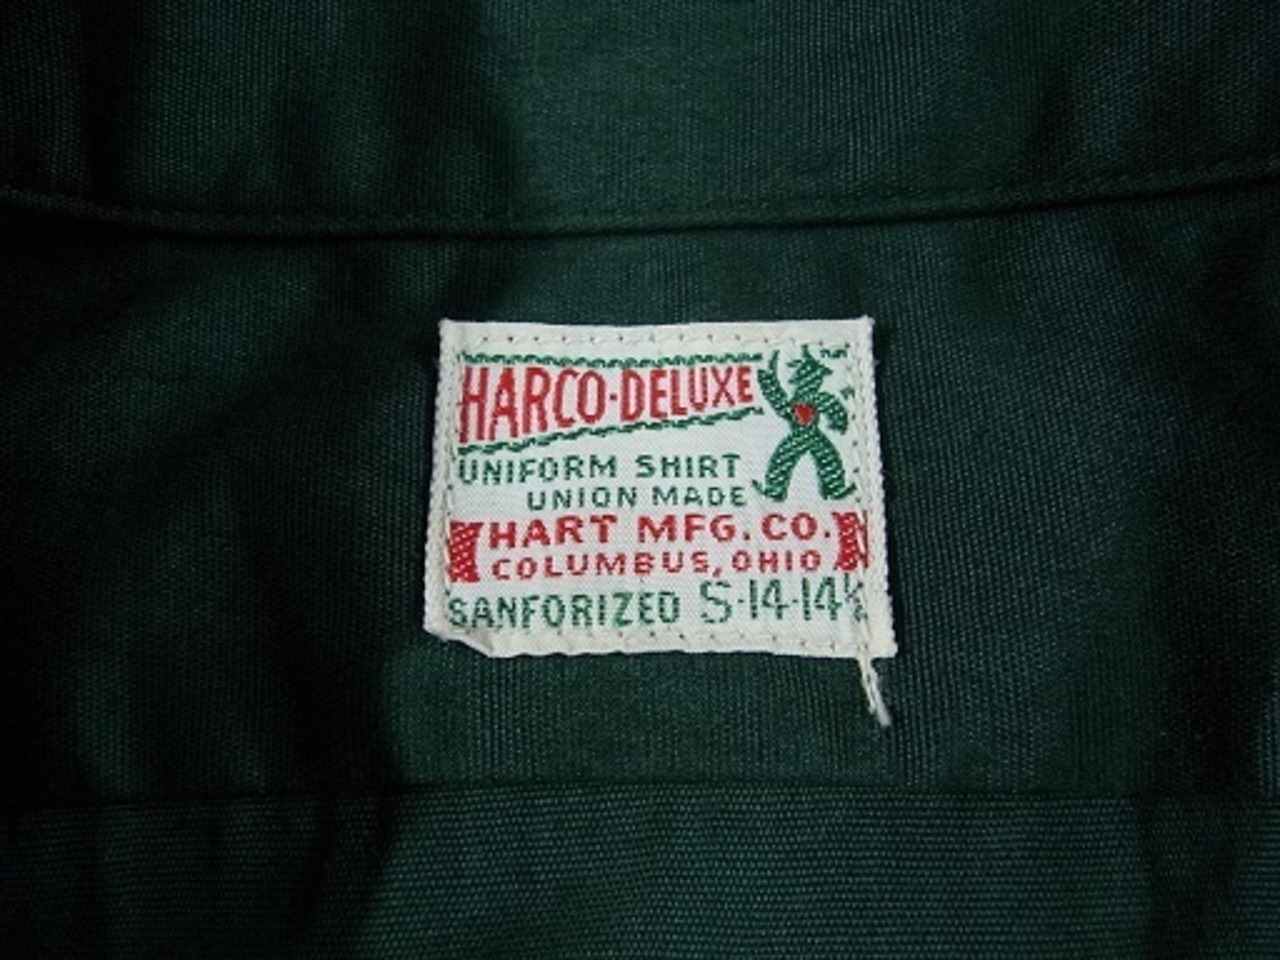 HARCO-DELUXE
UNIFORM SHIRT
UNION MADE
HART MFG. CO.
COLUMBUS, OHIO
SANFORIZED S-14-14½